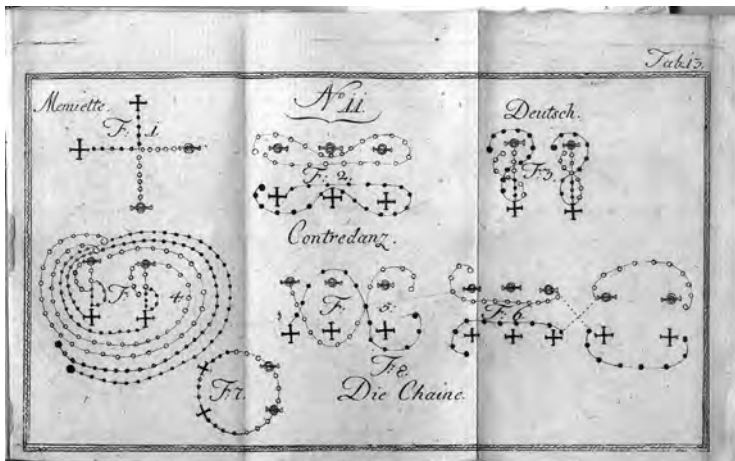 Tab. 13.
Menuette.
No. 11.
Deutsch.
F. 1.
F. 2.
F. 3.
Contredanz.
F. 4.
F. 5.
F. 6.
F. 7.
F. 8.
Die Chaine.